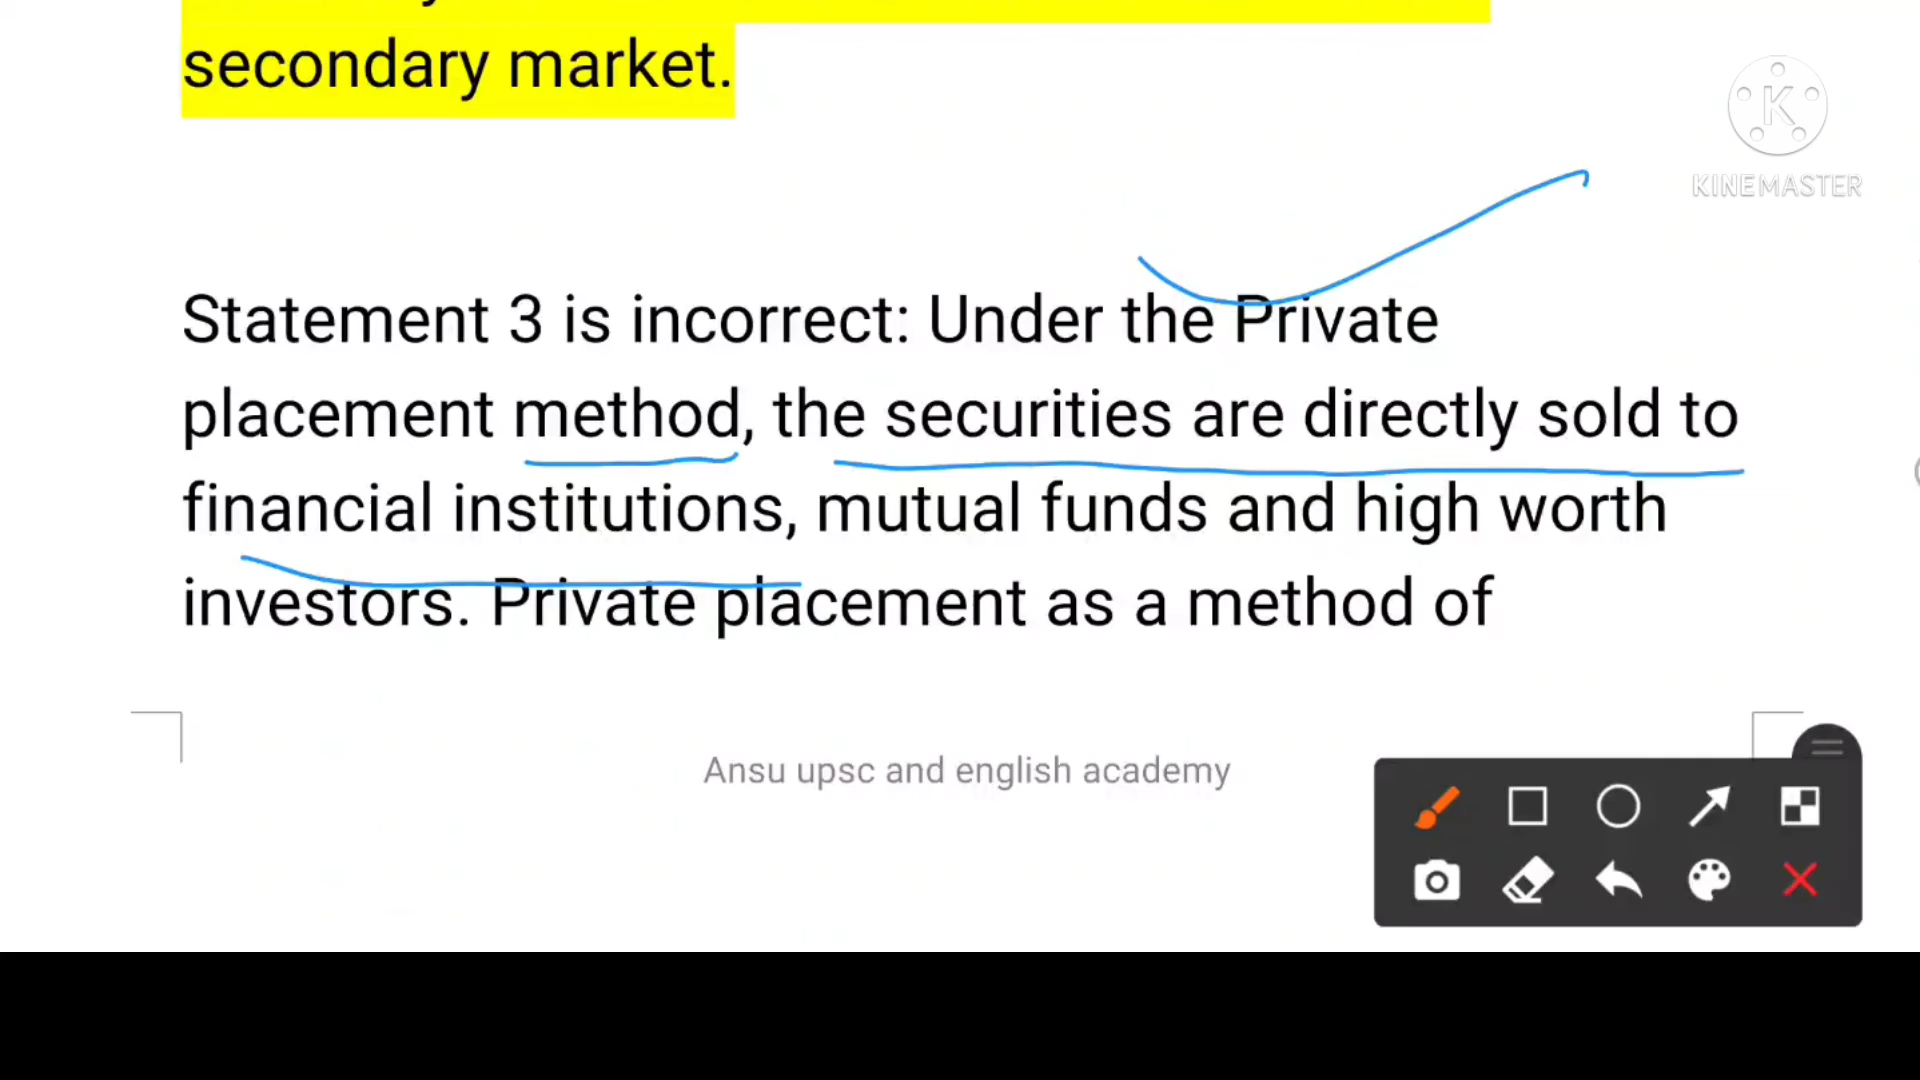 secondary market.
KINEMASTER
Statement 3 is incorrect: Under the Private
placement method, the securities are directly sold to
financial institutions, mutual funds and high worth
investors. Private placement as a method of
Ansu upsc and english academy